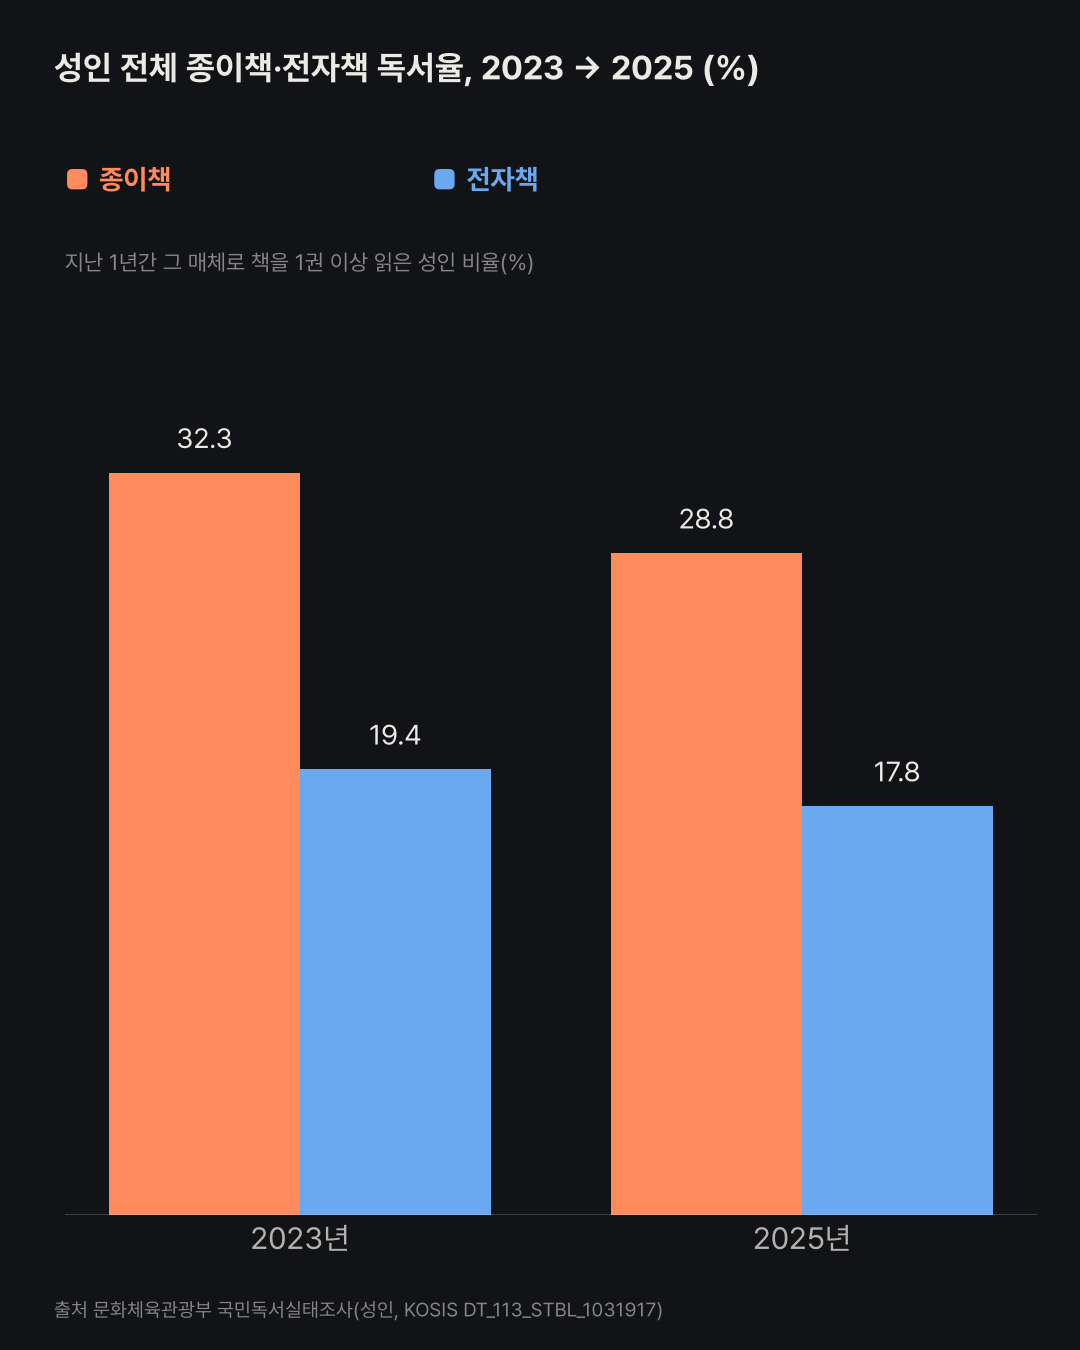 성인 전체 종이책·전자책 독서율, 2023 → 2025 (%)
종이책
전자책
지난 1년간 그 매체로 책을 1권 이상 읽은 성인 비율(%)
32.3
19.4
28.8
17.8
2023년
2025년
출처 문화체육관광부 국민독서실태조사(성인, KOSIS DT_113_STBL_1031917)